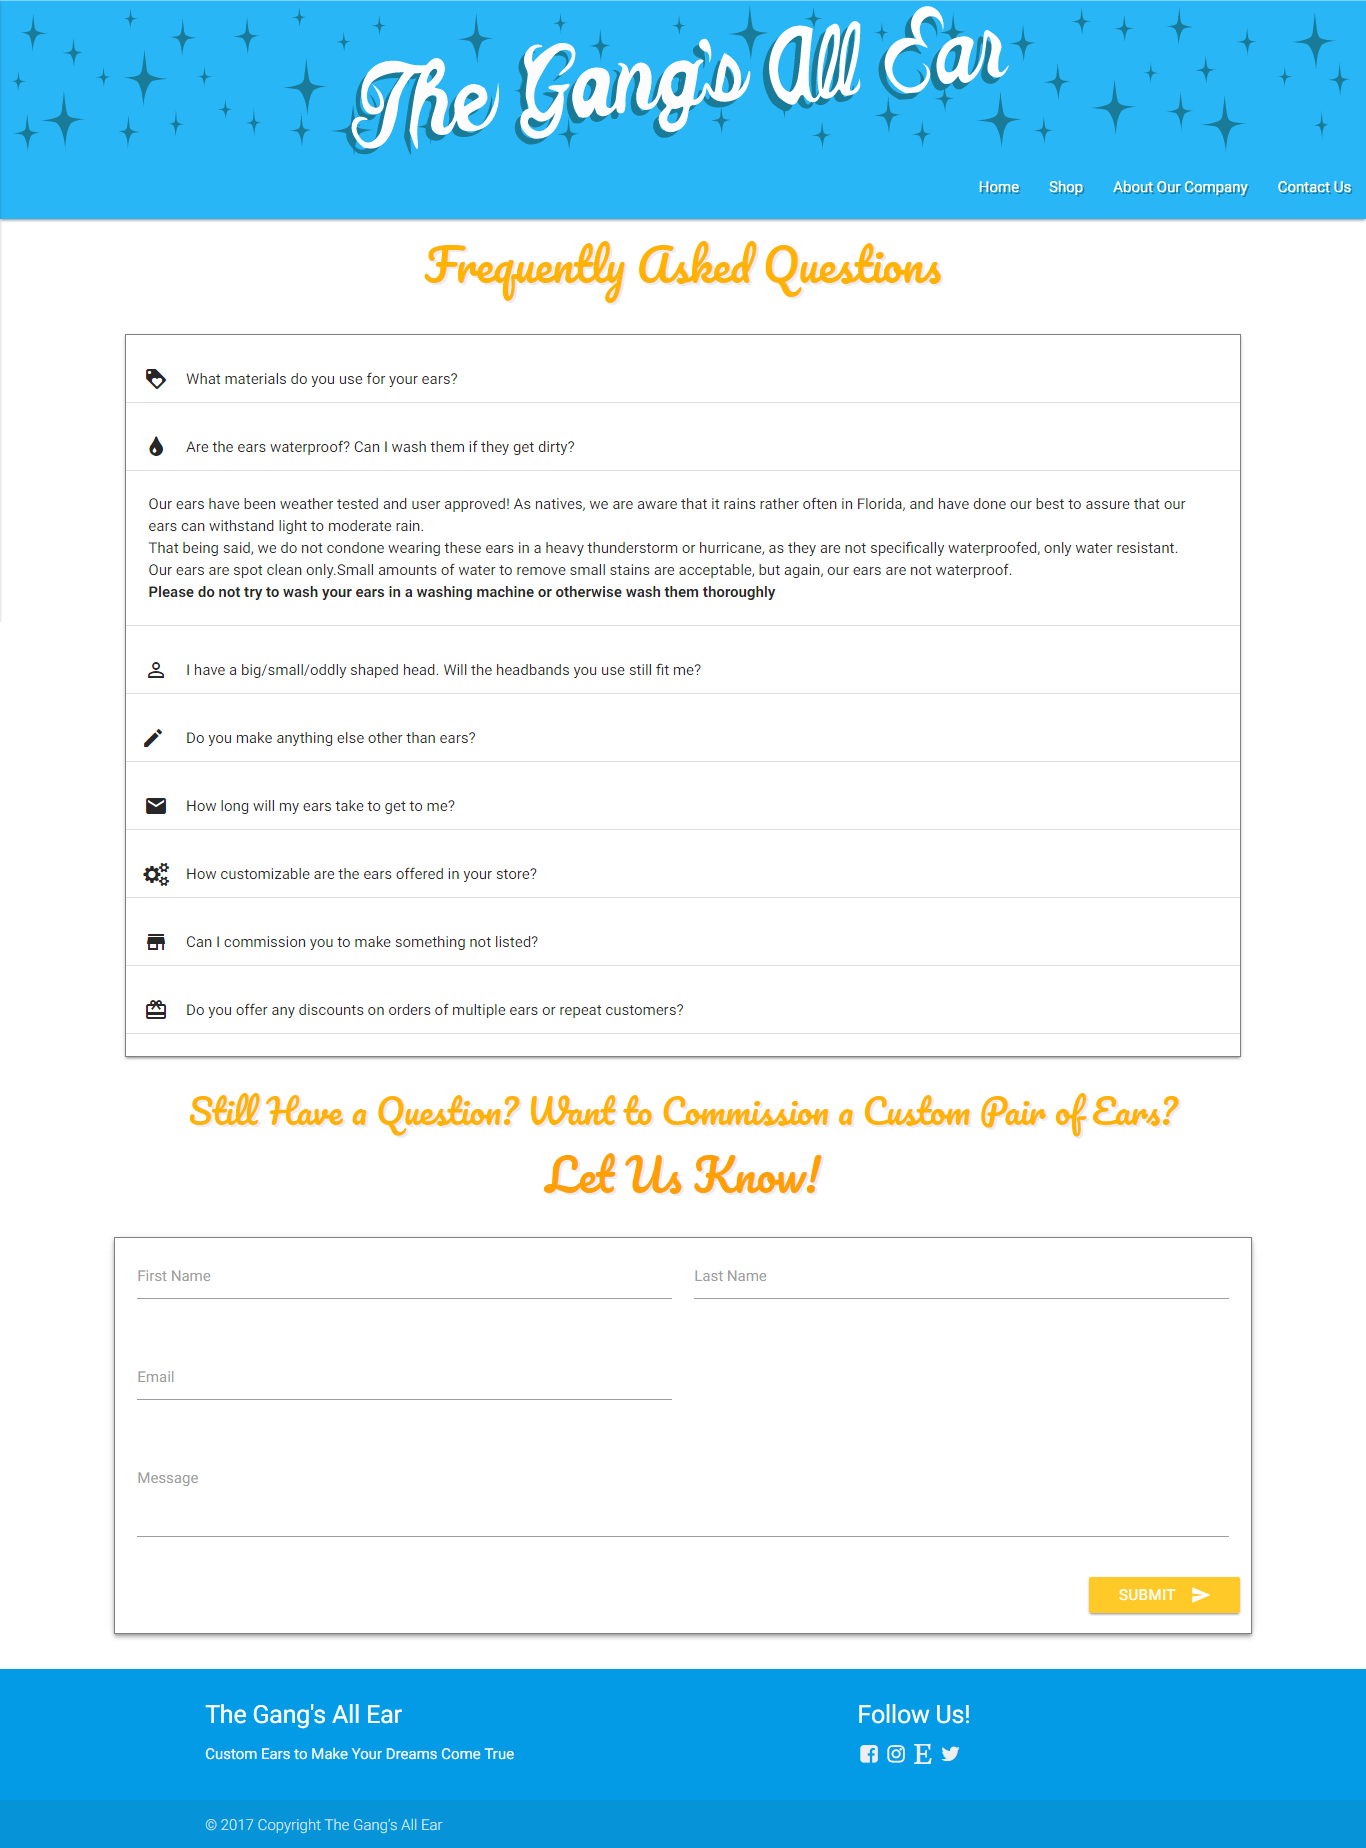 The Gang's All Ear
Home Shop About Our Company Contact Us
Frequently Asked Questions
What materials do you use for your ears?
Are the ears waterproof? Can I wash them if they get dirty?
Our ears have been weather tested and user approved! As natives, we are aware that it rains rather often in Florida, and have done our best to assure that our
ears can withstand light to moderate rain.
That being said, we do not condone wearing these ears in a heavy thunderstorm or hurricane, as they are not specifically waterproofed, only water resistant.
Our ears are spot clean only.Small amounts of water to remove small stains are acceptable, but again, our ears are not waterproof.
Please do not try to wash your ears in a washing machine or otherwise wash them thoroughly
I have a big/small/oddly shaped head. Will the headbands you use still fit me?
Do you make anything else other than ears?
How long will my ears take to get to me?
How customizable are the ears offered in your store?
Can I commission you to make something not listed?
Do you offer any discounts on orders of multiple ears or repeat customers?
Still Have a Question? Want to Commission a Custom Pair of Ears?
Let Us Know!
First Name Last Name
Email
Message
SUBMIT
The Gang's All Ear
Custom Ears to Make Your Dreams Come True
Follow Us!
E
© 2017 Copyright The Gang's All Ear